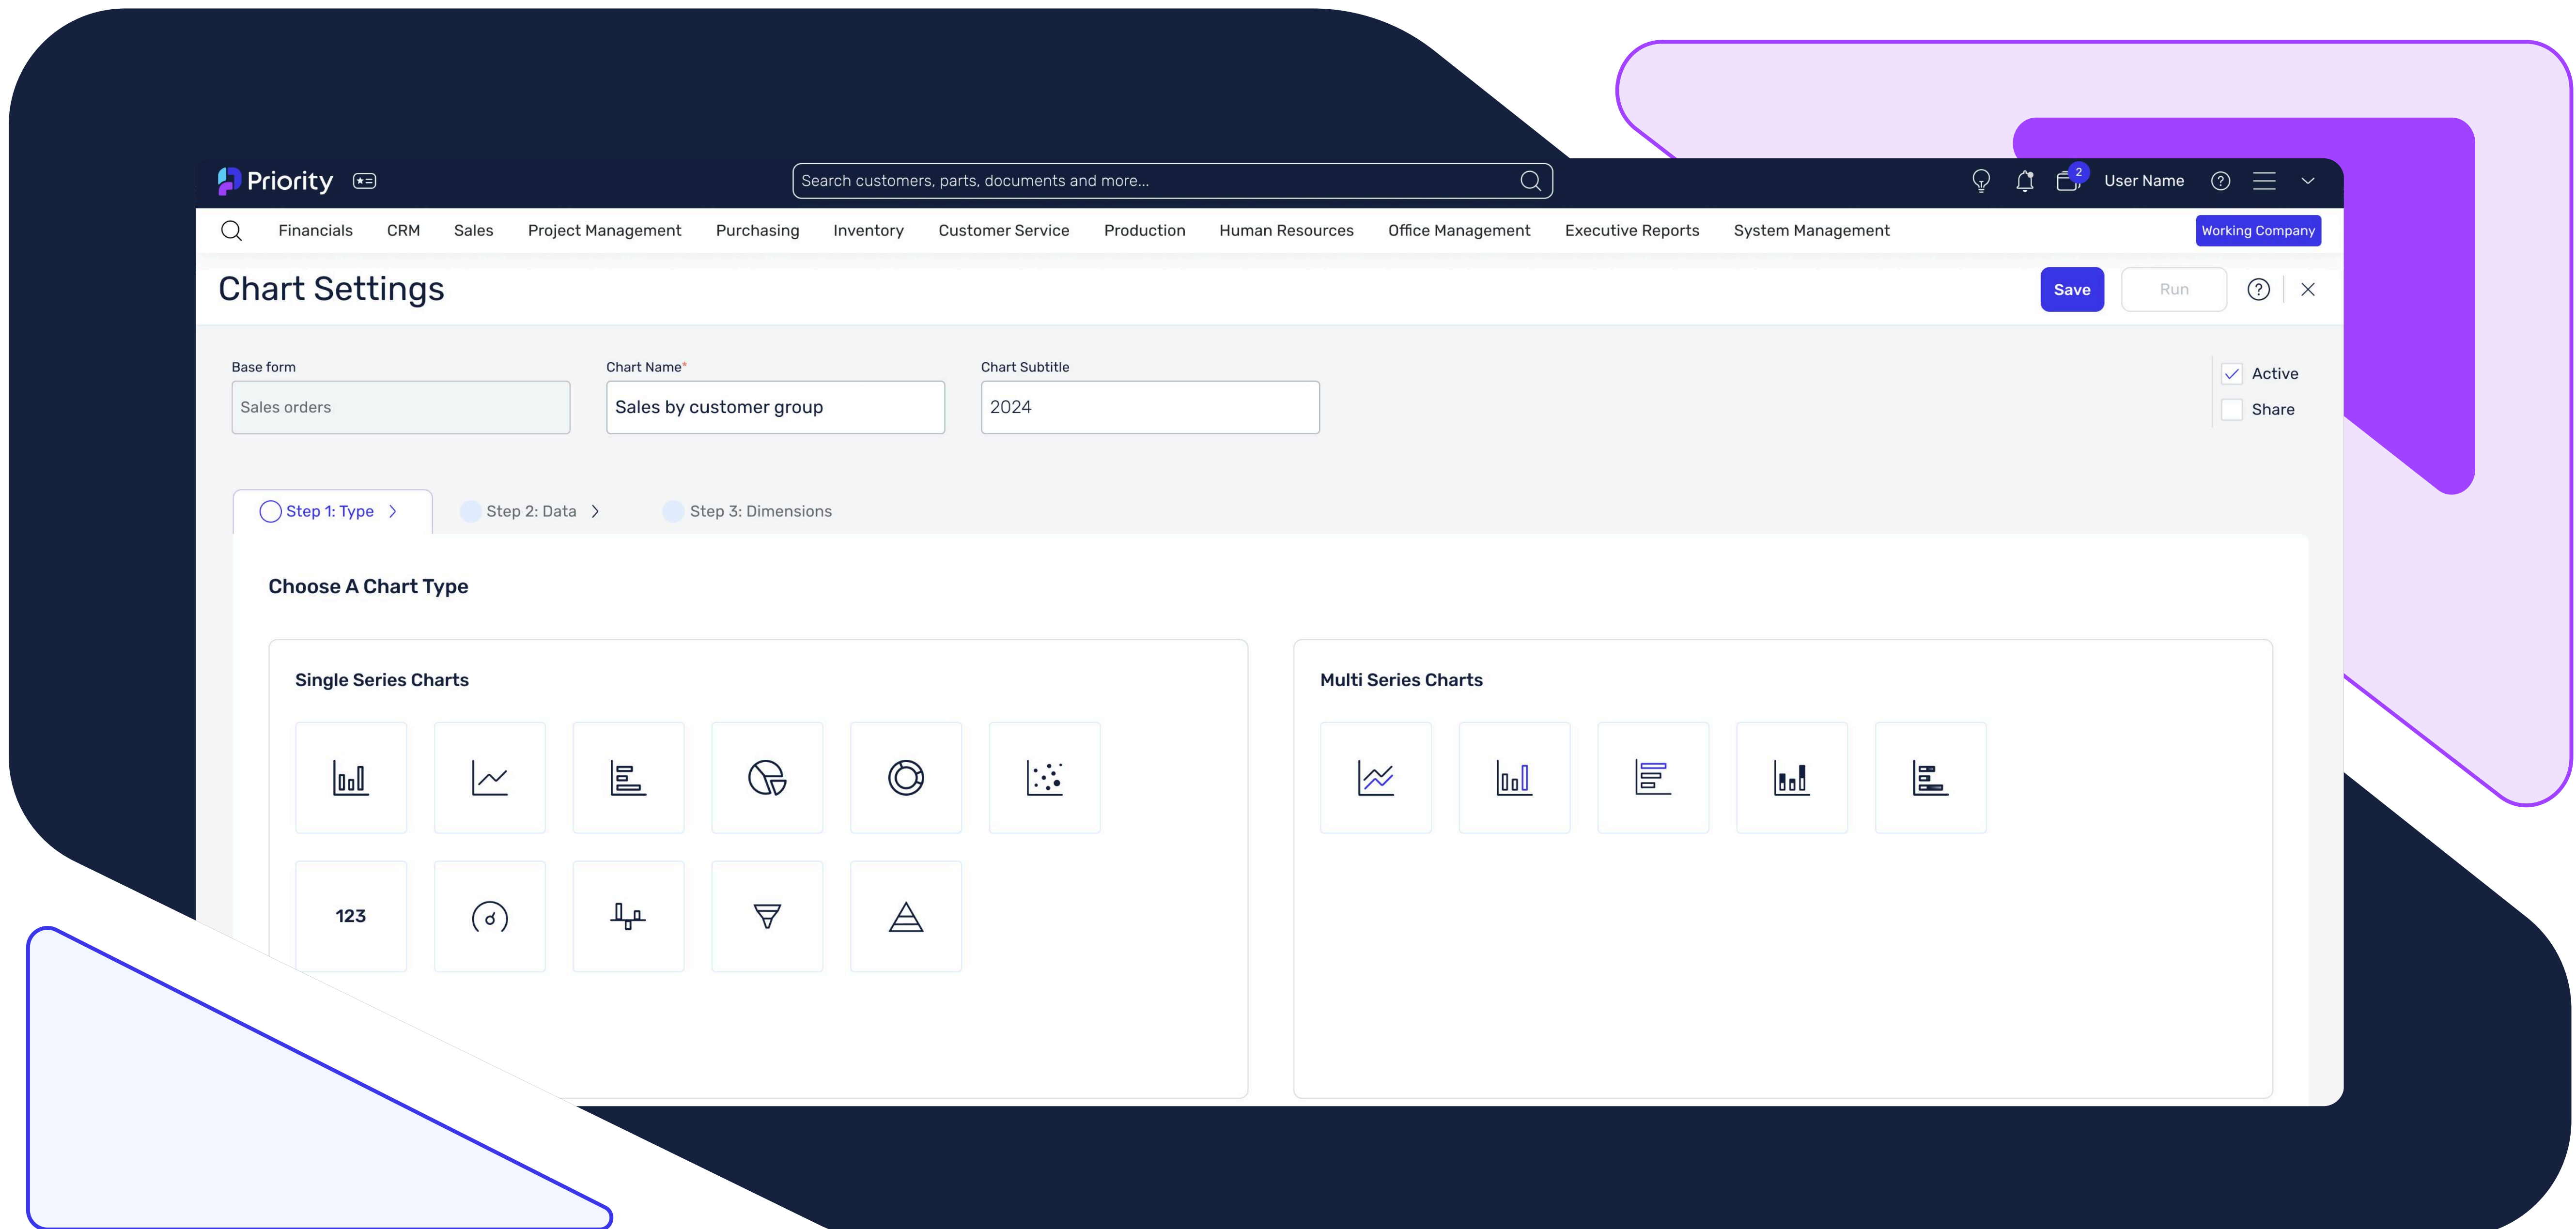 Priority
Search customers, parts, documents and more...
2
User Name
Financials CRM Sales Project Management Purchasing Inventory Customer Service Production Human Resources Office Management Executive Reports System Management Working Company
Chart Settings
Save Run
Base form Chart Name* Chart Subtitle
Active
Sales orders Sales by customer group 2024
Share
Step 1: Type Step 2: Data Step 3: Dimensions
Choose A Chart Type
Single Series Charts Multi Series Charts
123